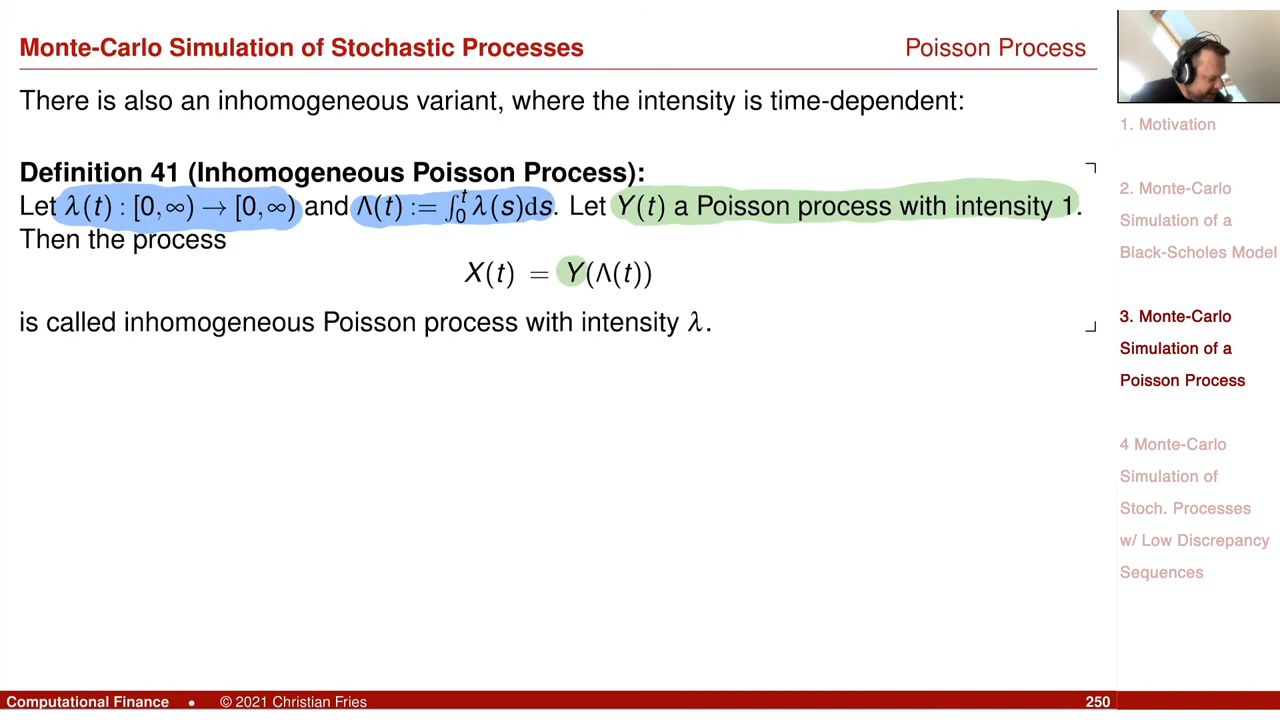 Monte-Carlo Simulation of Stochastic Processes
Poisson Process
There is also an inhomogeneous variant, where the intensity is time-dependent:
Definition 41 (Inhomogeneous Poisson Process):
Let λ(t) : [0,∞) → [0,∞) and Λ(t) := ∫₀ᵗ λ(s)ds. Let Y(t) a Poisson process with intensity 1.
Then the process
X(t) = Y(Λ(t))
is called inhomogeneous Poisson process with intensity λ.
1. Motivation
2. Monte-Carlo
Simulation of a
Black-Scholes Model
3. Monte-Carlo
Simulation of a
Poisson Process
4 Monte-Carlo
Simulation of
Stoch. Processes
w/ Low Discrepancy
Sequences
Computational Finance • © 2021 Christian Fries 250